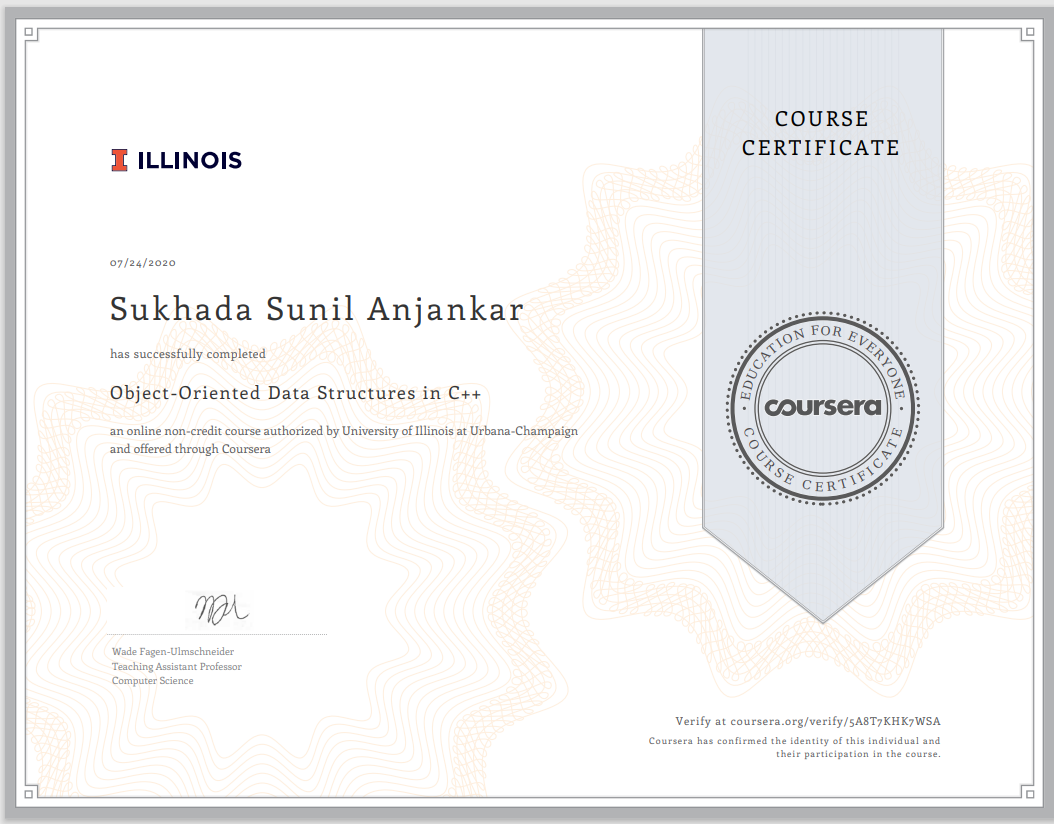 COURSE
CERTIFICATE
ILLINOIS
07/24/2020
Sukhada Sunil Anjankar
has successfully completed
Object-Oriented Data Structures in C++
an online non-credit course authorized by University of Illinois at Urbana-Champaign
and offered through Coursera
EDUCATION FOR EVERYONE
coursera
COURSE CERTIFICATE
Wade Fagen-Ulmschneider
Teaching Assistant Professor
Computer Science
Verify at coursera.org/verify/5A8T7KHK7WSA
Coursera has confirmed the identity of this individual and
their participation in the course.